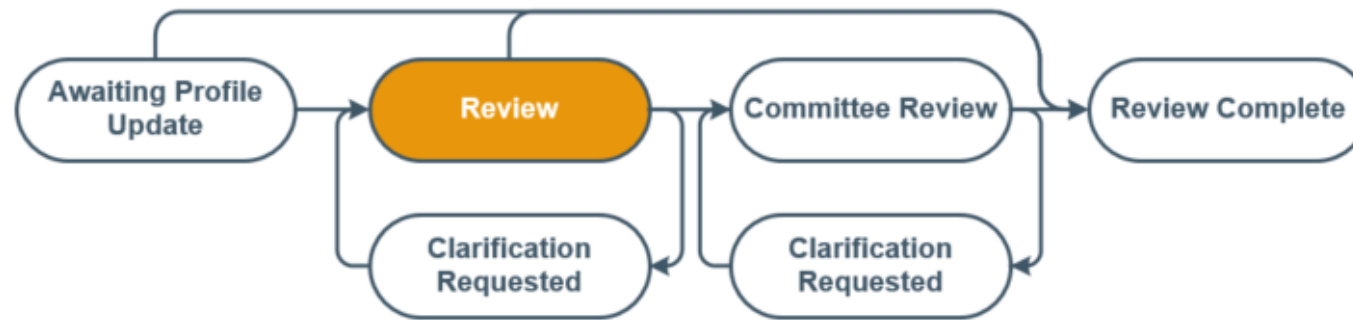 Awaiting Profile
Update
Review
Committee Review
Review Complete
Clarification
Requested
Clarification
Requested